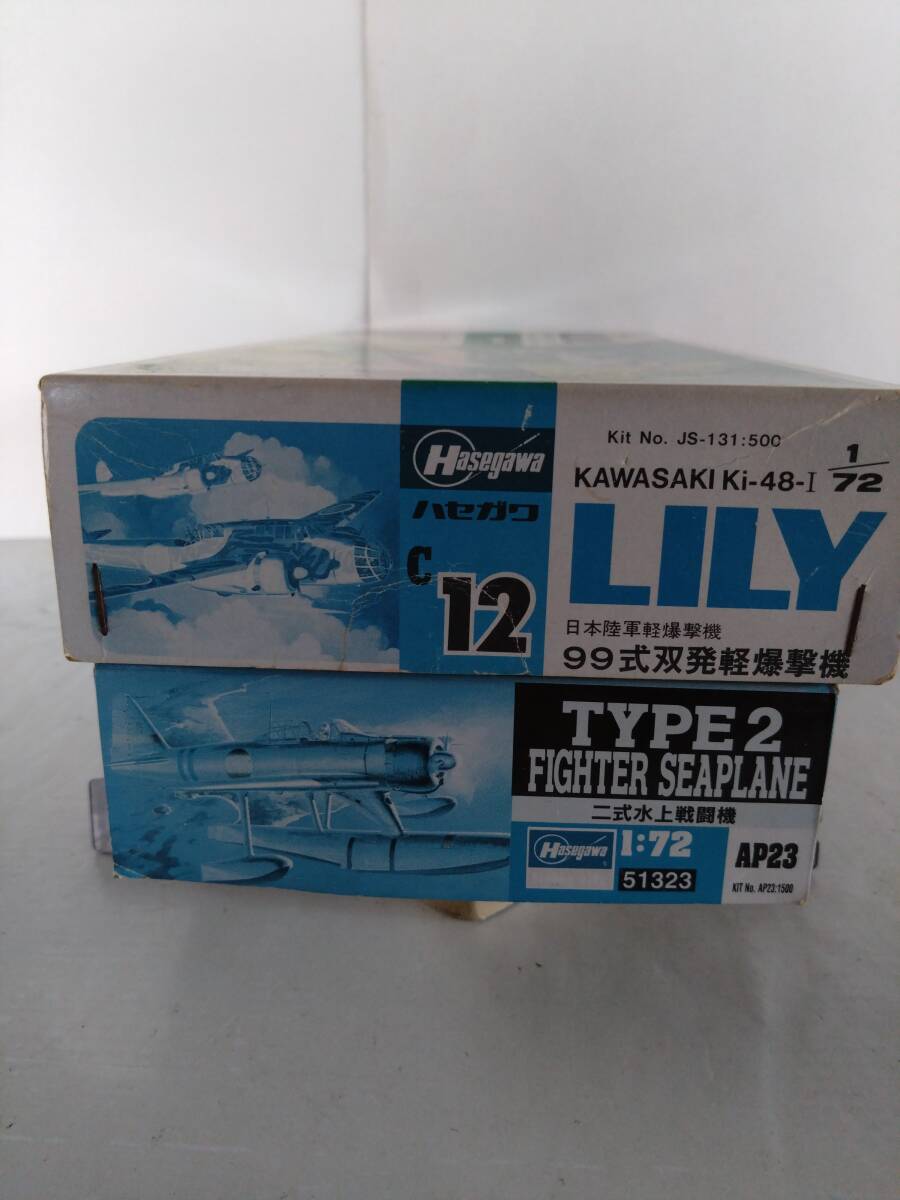 Hasegawa
ハセガワ
C 12
Kit No. JS-131:500
KAWASAKI Ki-48-I 1/72
LILY
日本陸軍軽爆撃機
99式双発軽爆撃機
TYPE 2
FIGHTER SEAPLANE
二式水上戦闘機
Hasegawa
1:72
51323
AP23
KIT No. AP23:1500